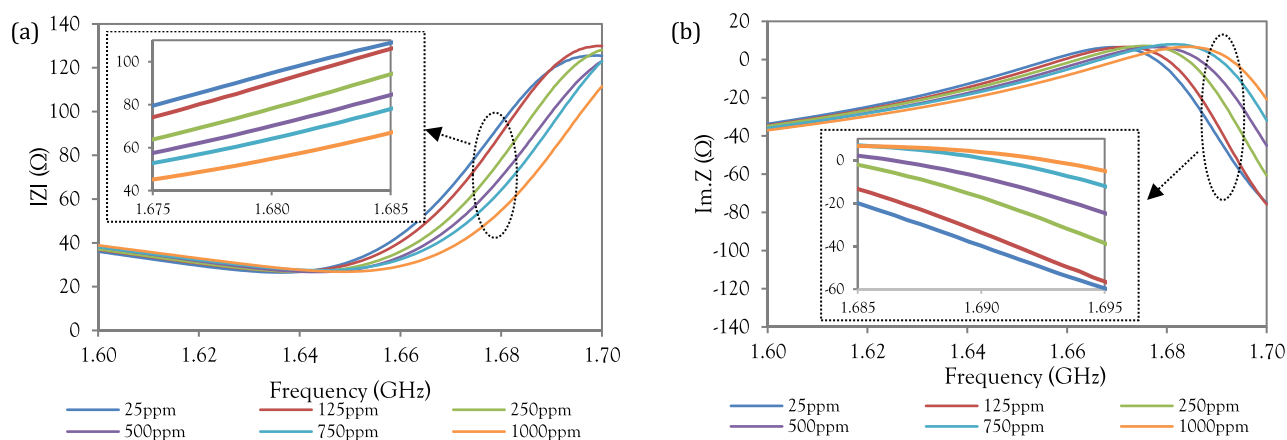 (a)
140
120
100
80
60
40
20
0
|Z| (Ω)
100
80
60
40
1.675 1.680 1.685
1.60 1.62 1.64 1.66 1.68 1.70
Frequency (GHz)
25ppm 125ppm 250ppm
500ppm 750ppm 1000ppm
(b)
20
0
-20
-40
-60
-80
-100
-120
-140
Im.Z (Ω)
0
-20
-40
-60
1.685 1.690 1.695
1.60 1.62 1.64 1.66 1.68 1.70
Frequency (GHz)
25ppm 125ppm 250ppm
500ppm 750ppm 1000ppm